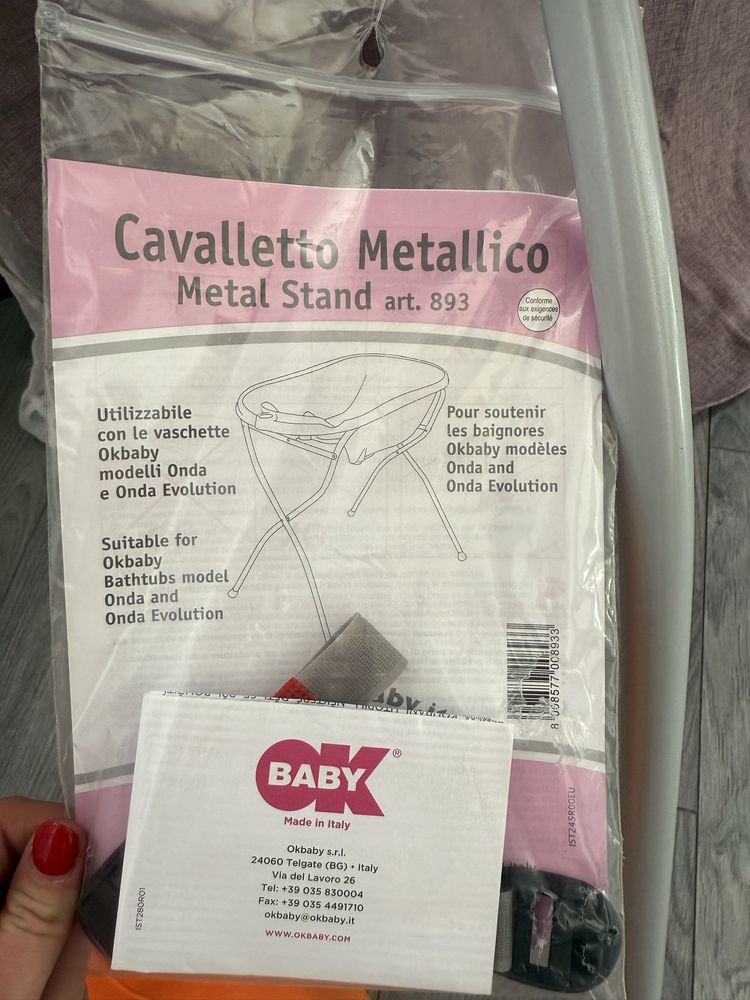 Cavalletto Metallico
Metal Stand art. 893
Conforme
aux exigences
de sécurité
Utilizzabile
con le vaschette
Okbaby
modelli Onda
e Onda Evolution
Pour soutenir
les baignores
Okbaby modèles
Onda and
Onda Evolution
Suitable for
Okbaby
Bathtubs model
Onda and
Onda Evolution
8 008577 008933
IST245R00EU
OK BABY®
Made in Italy
Okbaby s.r.l.
24060 Telgate (BG) • Italy
Via del Lavoro 26
Tel: +39 035 830004
Fax: +39 035 4491710
okbaby@okbaby.it
WWW.OKBABY.COM
IST280R01